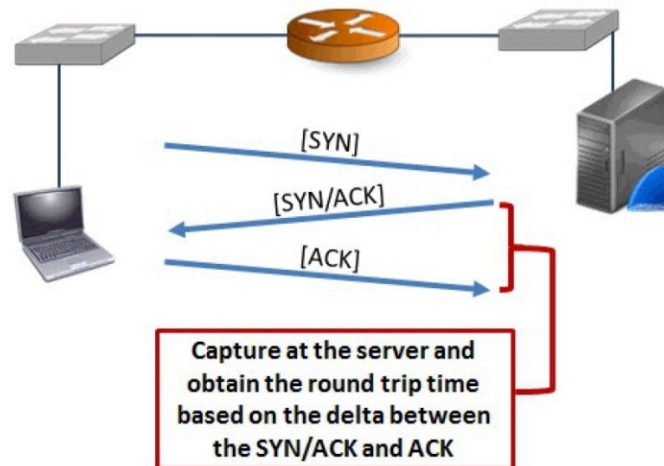 [SYN]
[SYN/ACK]
[ACK]
Capture at the server and
obtain the round trip time
based on the delta between
the SYN/ACK and ACK